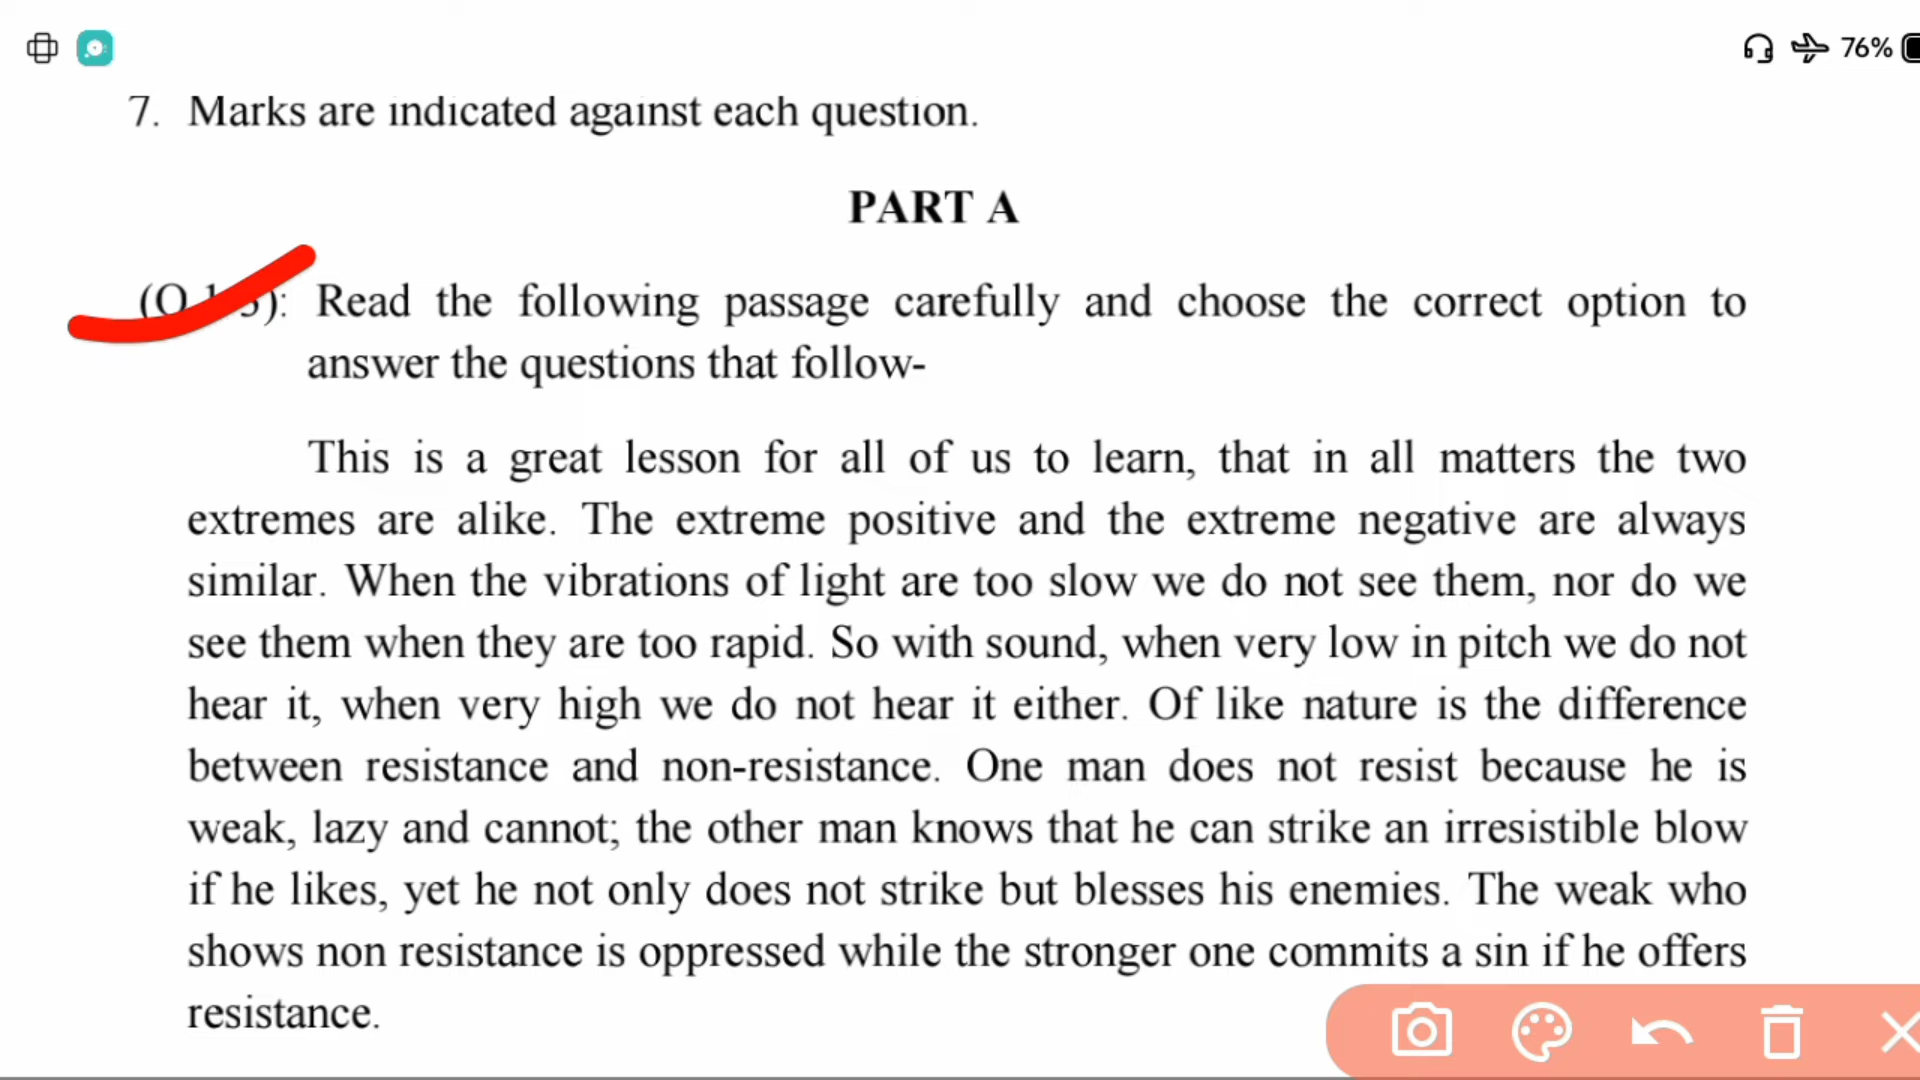 76%
7. Marks are indicated against each question.
PART A
(Q.1-5): Read the following passage carefully and choose the correct option to
answer the questions that follow-
This is a great lesson for all of us to learn, that in all matters the two
extremes are alike. The extreme positive and the extreme negative are always
similar. When the vibrations of light are too slow we do not see them, nor do we
see them when they are too rapid. So with sound, when very low in pitch we do not
hear it, when very high we do not hear it either. Of like nature is the difference
between resistance and non-resistance. One man does not resist because he is
weak, lazy and cannot; the other man knows that he can strike an irresistible blow
if he likes, yet he not only does not strike but blesses his enemies. The weak who
shows non resistance is oppressed while the stronger one commits a sin if he offers
resistance.